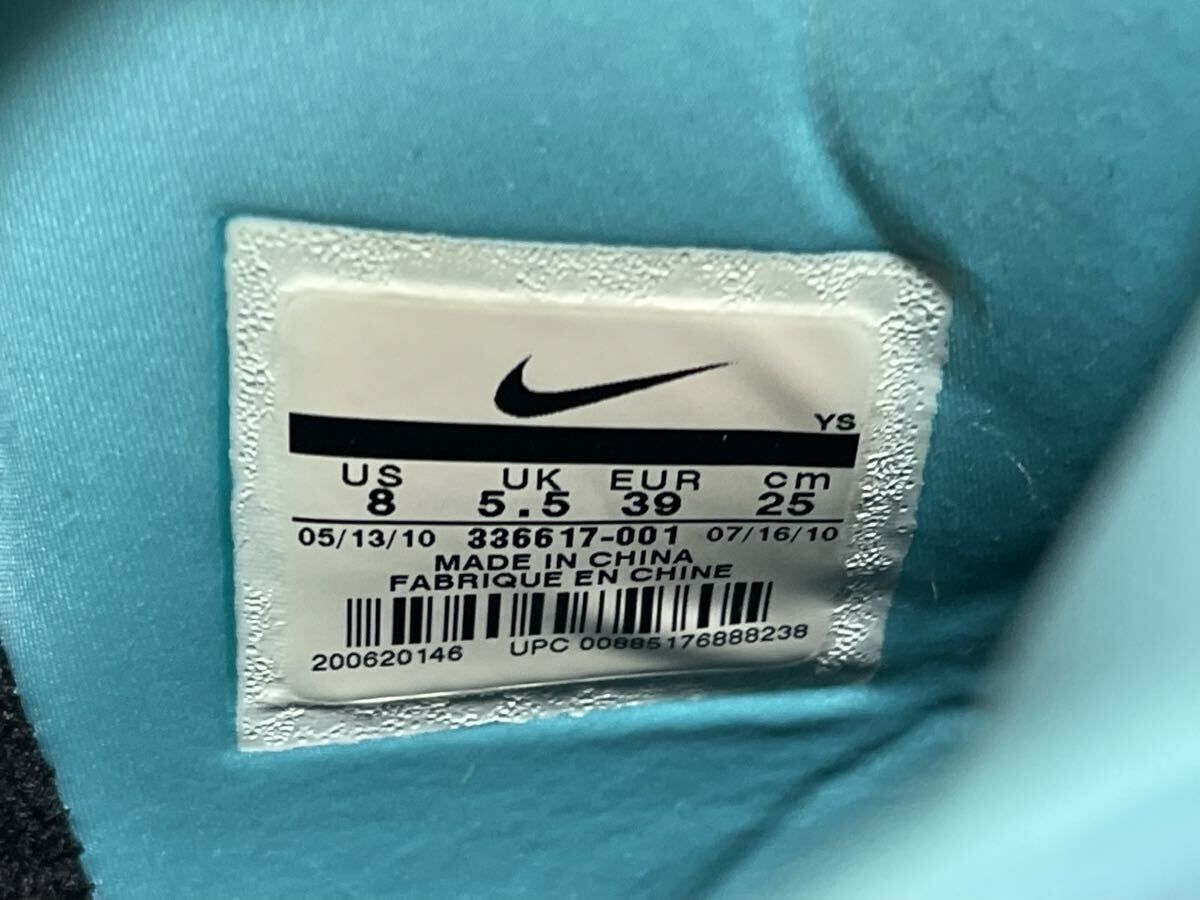 YS
US UK EUR cm
8 5.5 39 25
05/13/10 336617-001 07/16/10
MADE IN CHINA
FABRIQUE EN CHINE
200620146 UPC 00885176888238